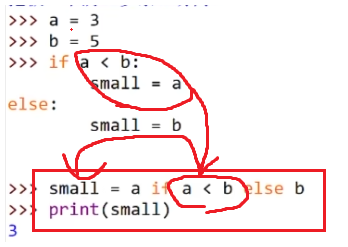 >>> a = 3
>>> b = 5
>>> if a < b:
        small = a
else:
        small = b
>>> small = a if a < b else b
>>> print(small)
3